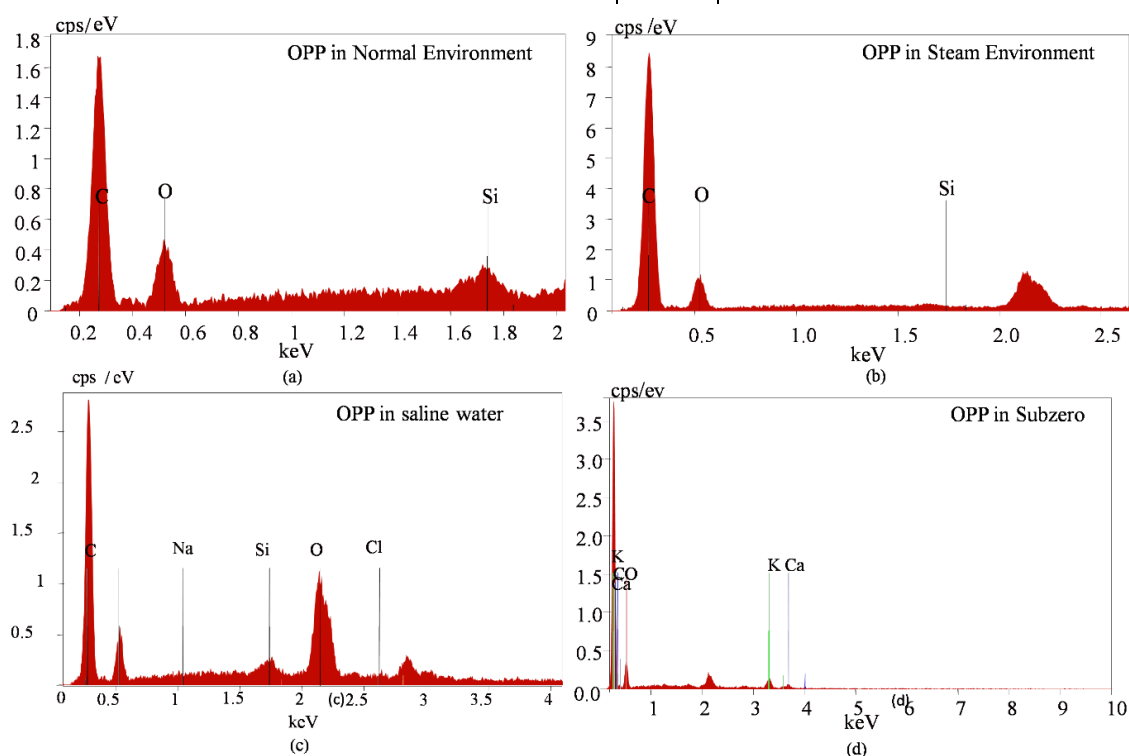 cps/eV
OPP in Normal Environment
1.8
1.6
1.4
1.2
1
0.8
0.6
0.4
0.2
0
C
O
Si
0.2 0.4 0.6 0.8 1 1.2 1.4 1.6 1.8 2
keV
(a)
cps /eV
OPP in Steam Environment
9
8
7
6
5
4
3
2
1
0
C
O
Si
0.5 1.0 1.5 2.0 2.5
keV
(b)
cps / eV
OPP in saline water
2.5
2
1.5
1
0.5
C Na Si O Cl
0 0.5 1 1.5 2 (c) 2.5 3 3.5 4
keV
(c)
cps/ev
OPP in Subzero
3.5
3.0
2.5
2.0
1.5
1.0
0.5
0.0
K
CO
Ca
K Ca
1 2 3 4 5 6 7 8 9 10
(d)
keV
(d)